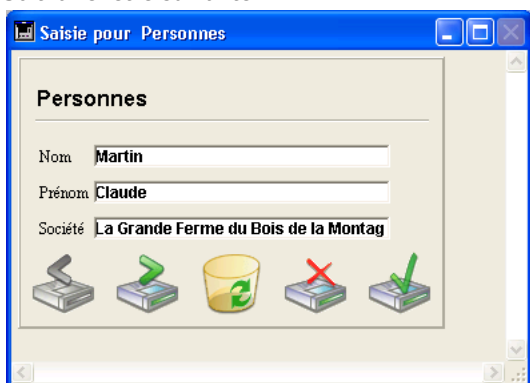 Saisie pour Personnes
Personnes
Nom Martin
Prénom Claude
Société La Grande Ferme du Bois de la Montag